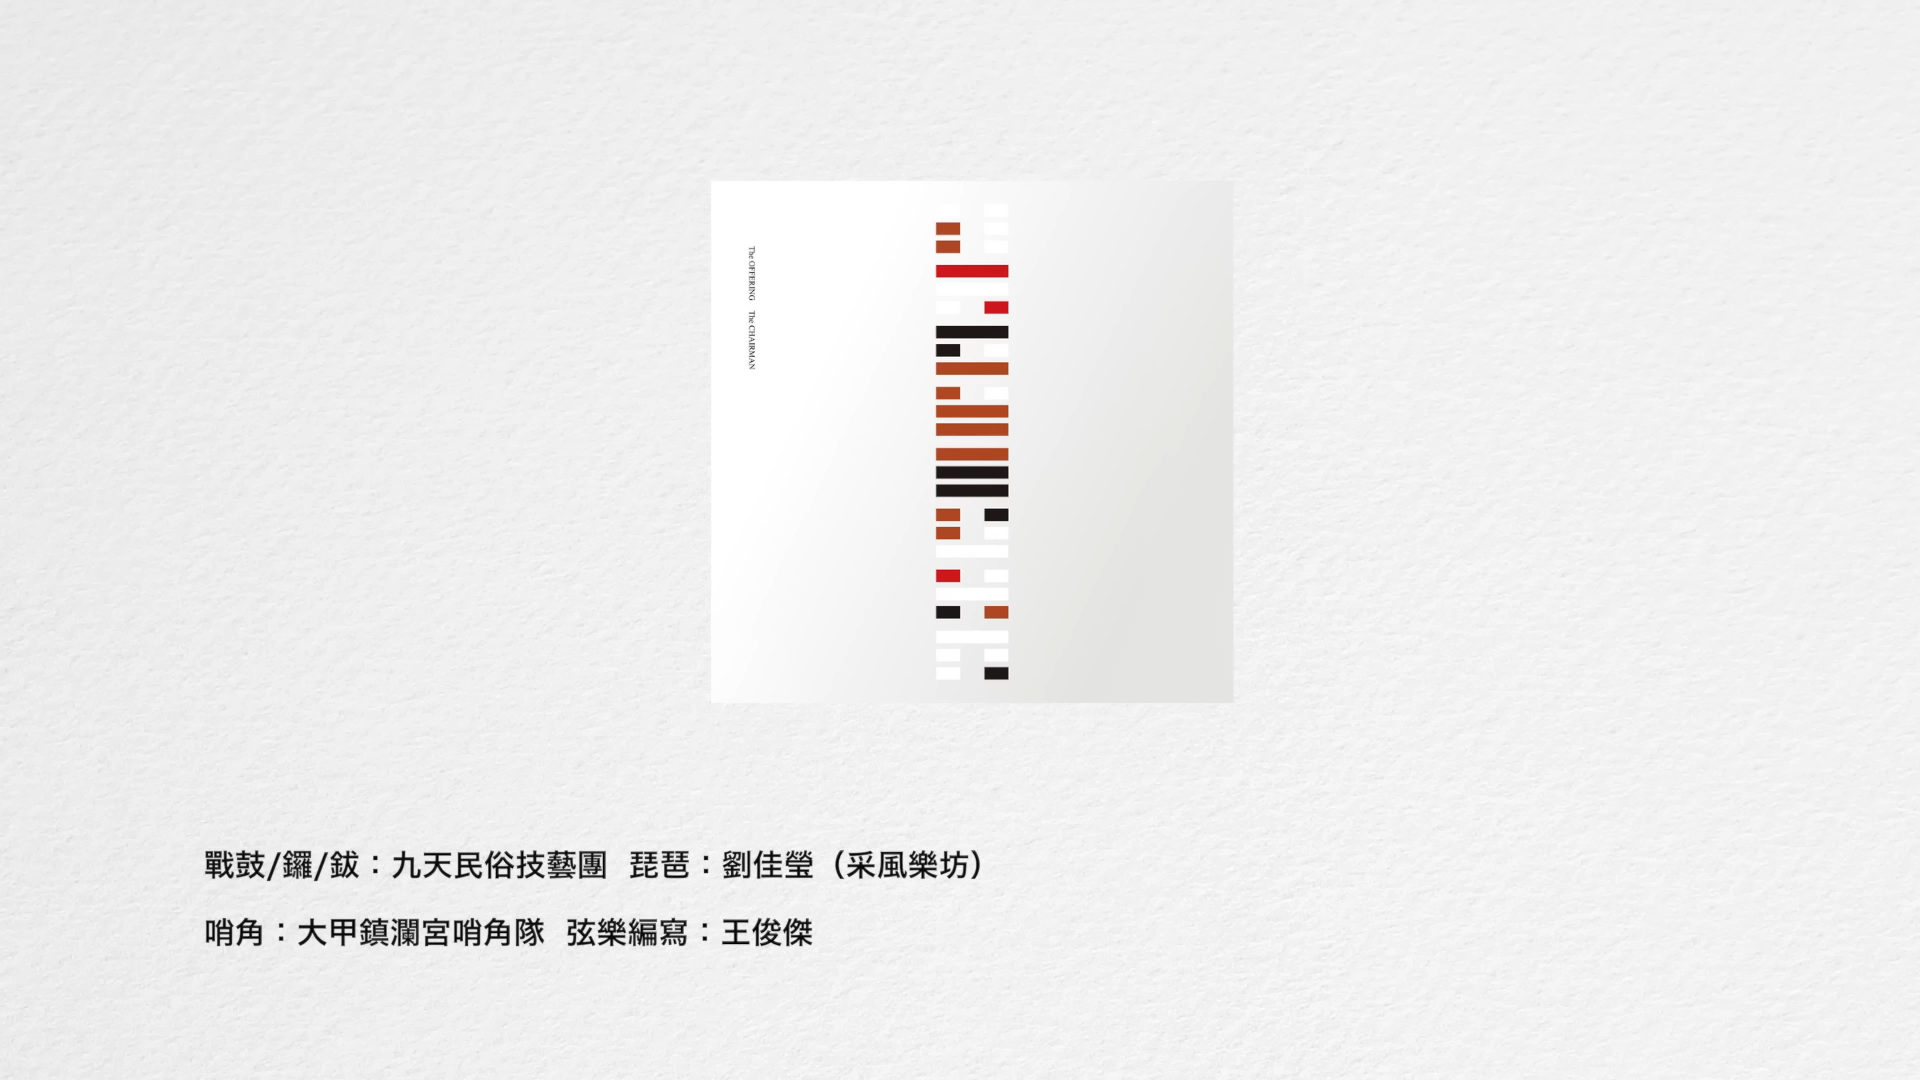 The OFFERING The CHAIRMAN
戰鼓/鑼/鈸：九天民俗技藝團 琵琶：劉佳瑩（采風樂坊）
哨角：大甲鎮瀾宮哨角隊 弦樂編寫：王俊傑